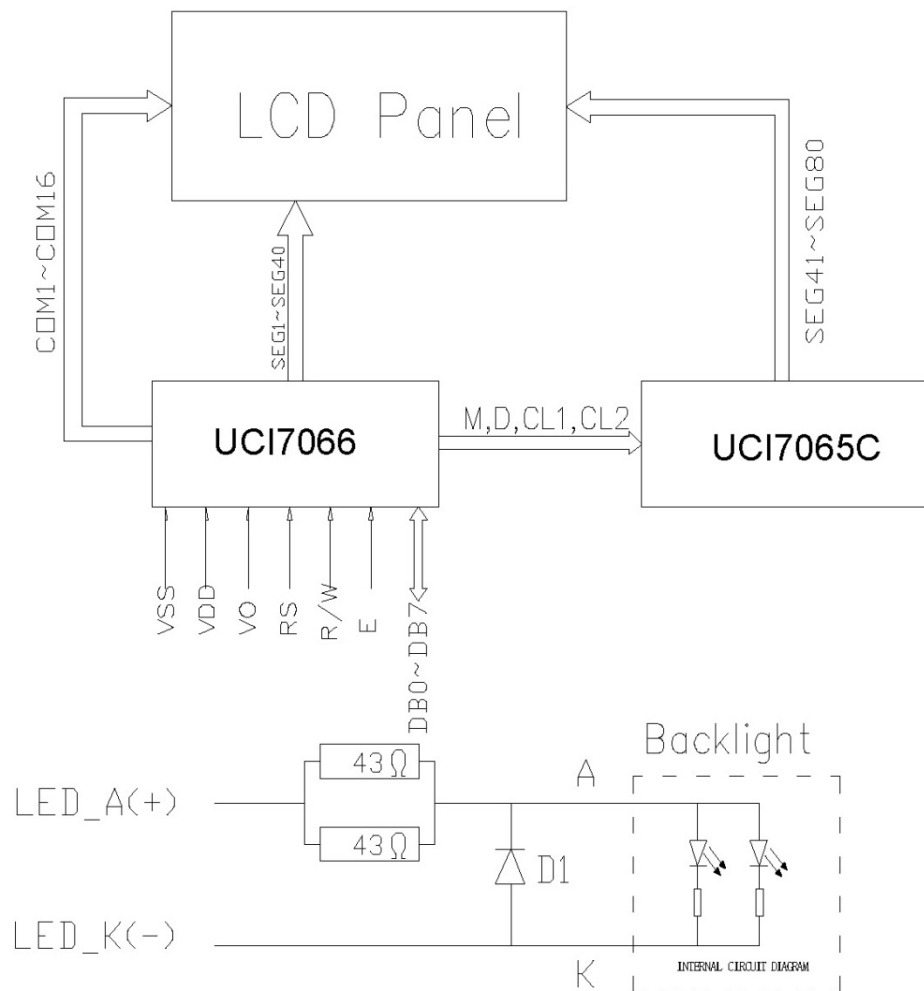 LCD Panel
COM1~COM16
SEG1~SEG40
SEG41~SEG80
UCI7066
M,D,CL1,CL2
UCI7065C
VSS
VDD
VO
RS
R/W
E
DB0~DB7
Backlight
43Ω
A
LED_A(+)
43Ω
D1
LED_K(-)
K
INTERNAL CIRCUIT DIAGRAM